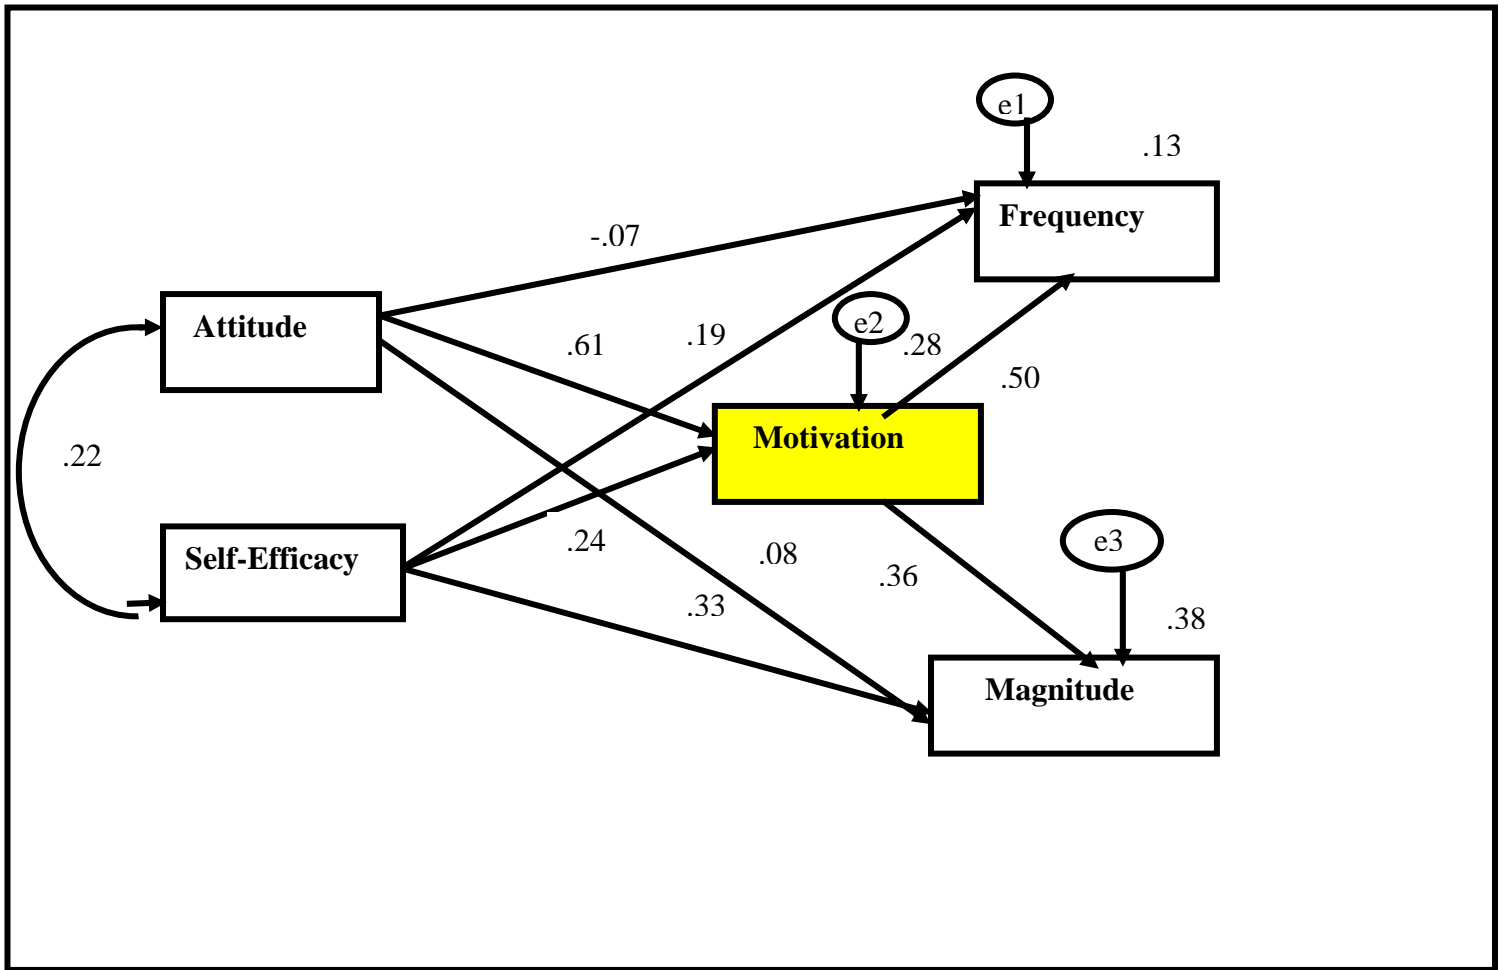 e1
.13
Frequency
-.07
Attitude
e2
.19
.28
.61
.50
Motivation
.22
Self-Efficacy
.24
.08
e3
.36
.33
.38
Magnitude